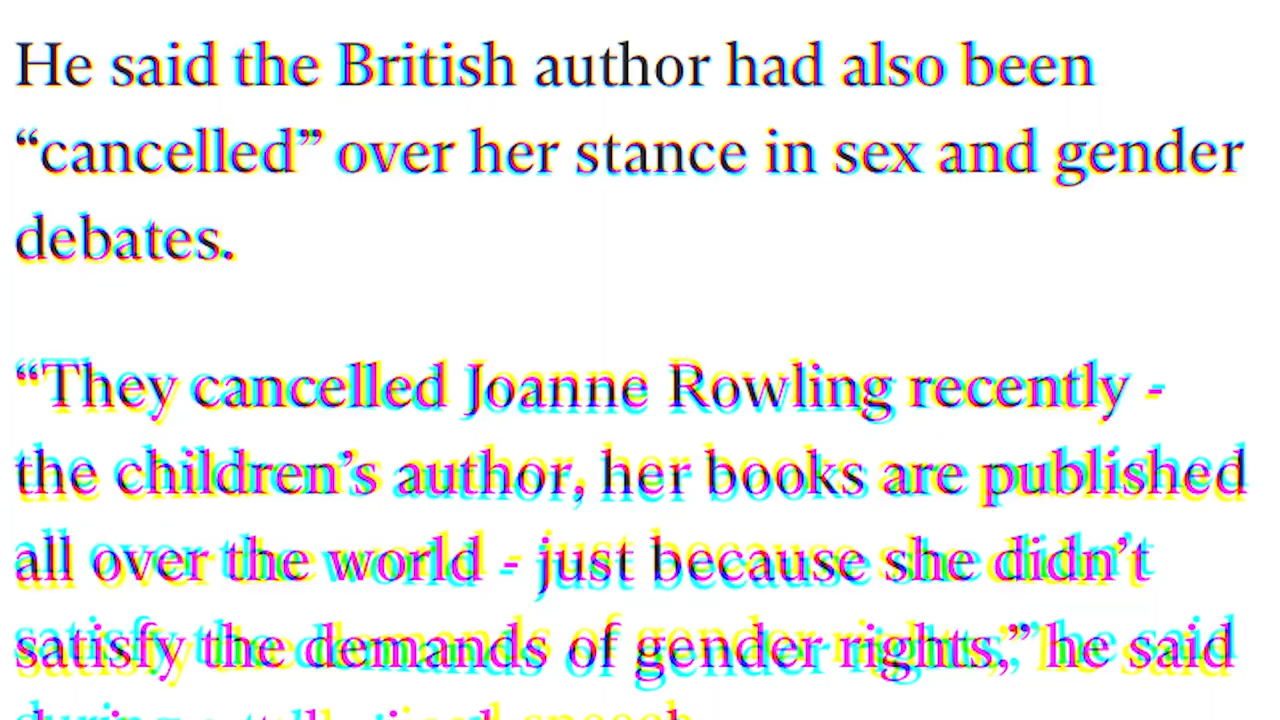 He said the British author had also been
“cancelled” over her stance in sex and gender
debates.
“They cancelled Joanne Rowling recently -
the children’s author, her books are published
all over the world - just because she didn’t
satisfy the demands of gender rights,” he said
during a speech